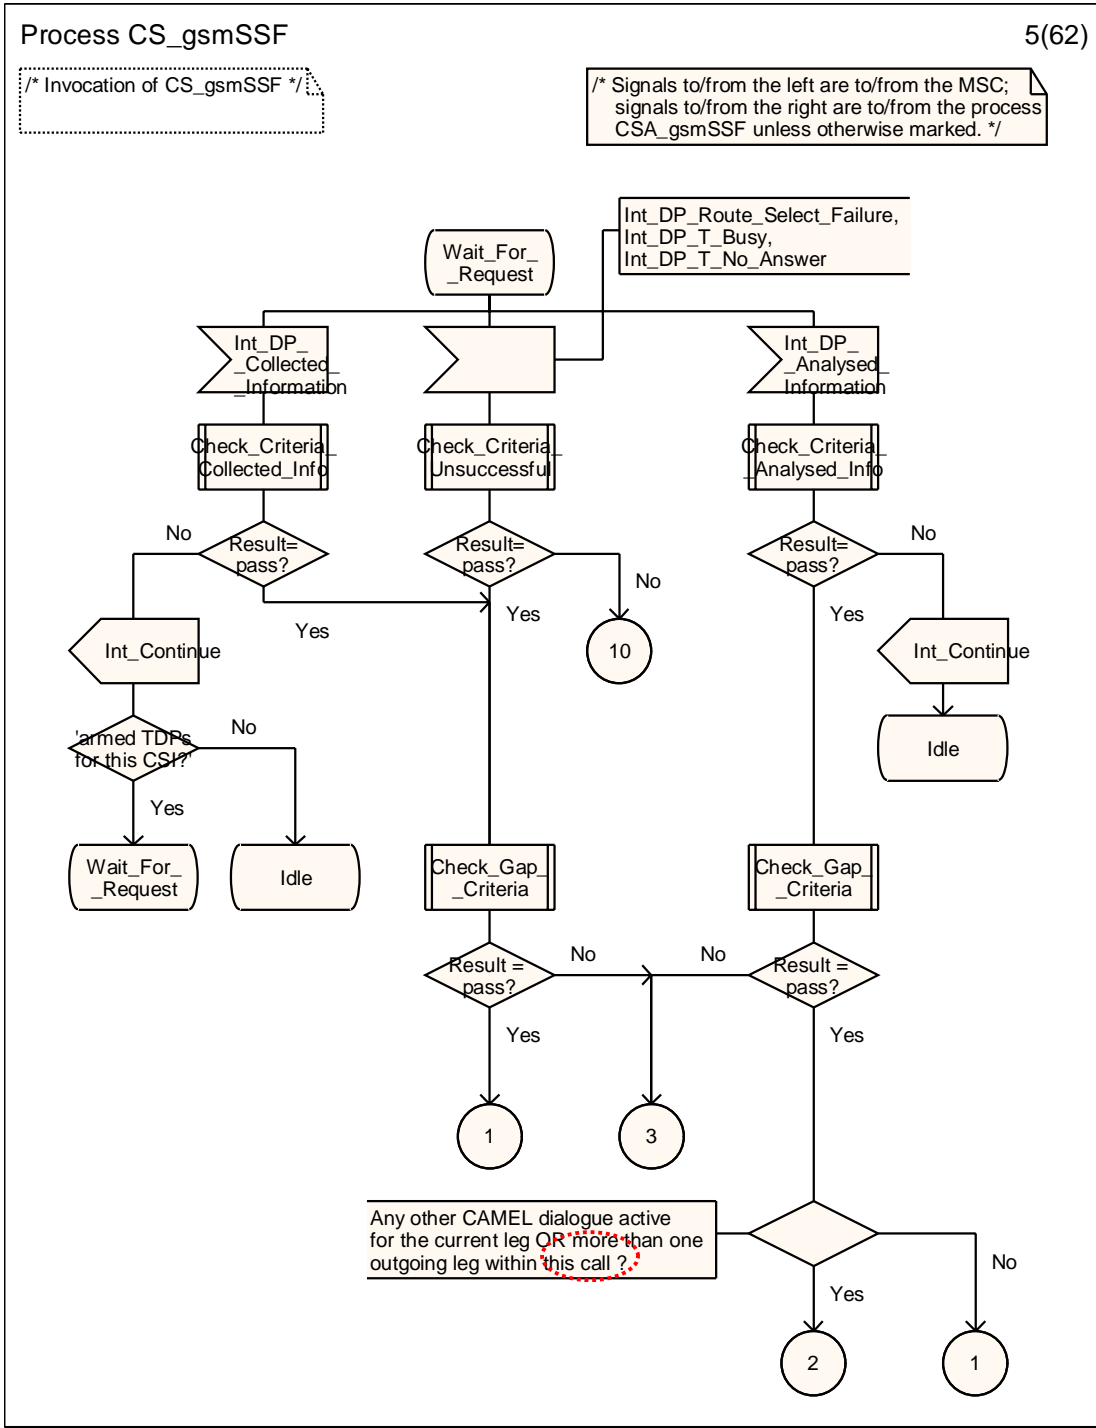 Process CS_gsmSSF
5(62)
/* Invocation of CS_gsmSSF */
/* Signals to/from the left are to/from the MSC;
signals to/from the right are to/from the process
CSA_gsmSSF unless otherwise marked. */
Int_DP_Route_Select_Failure,
Int_DP_T_Busy,
Int_DP_T_No_Answer
Wait_For_
_Request
Int_DP_
_Collected_
_Information
Int_DP_
_Analysed_
_Information
Check_Criteria_
Collected_Info
Check_Criteria_
Unsuccessful
Check_Criteria_
_Analysed_Info
No
Result=
pass?
Yes
Result=
pass?
No
Yes
Result=
pass?
No
Yes
10
Int_Continue
Int_Continue
'armed TDPs
for this CSI?'
No
Yes
Idle
Wait_For_
_Request
Idle
Check_Gap_
_Criteria
Check_Gap_
_Criteria
Result =
pass?
No
No
Result =
pass?
Yes
Yes
1
3
Any other CAMEL dialogue active
for the current leg OR more than one
outgoing leg within this call ?
No
Yes
2
1